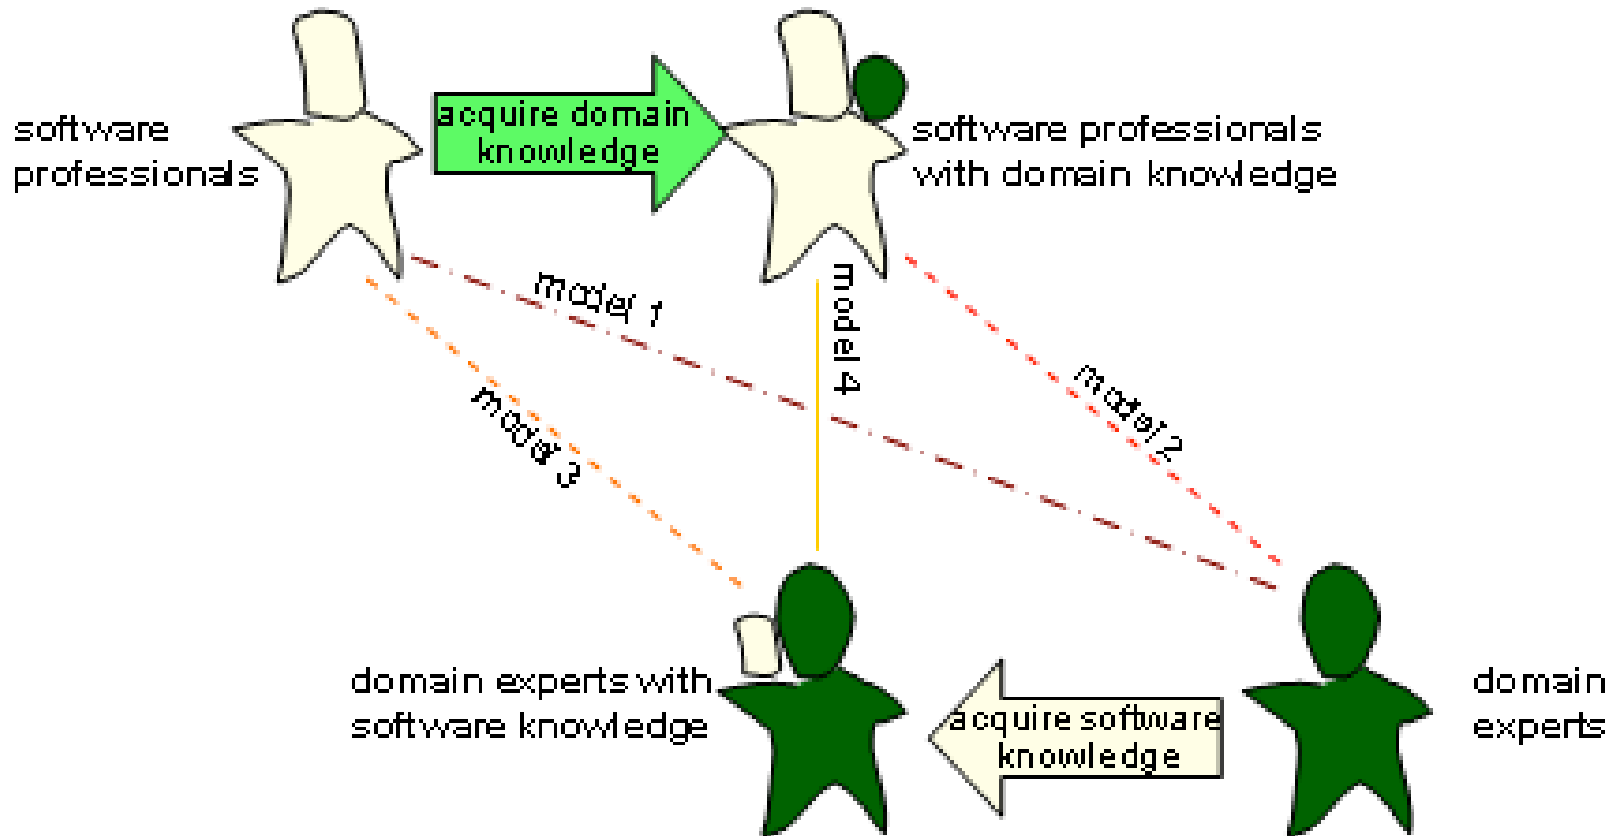 software
professionals
acquire domain
knowledge
software professionals
with domain knowledge
model 1
model 4
model 2
model 3
domain experts with
software knowledge
acquire software
knowledge
domain
experts